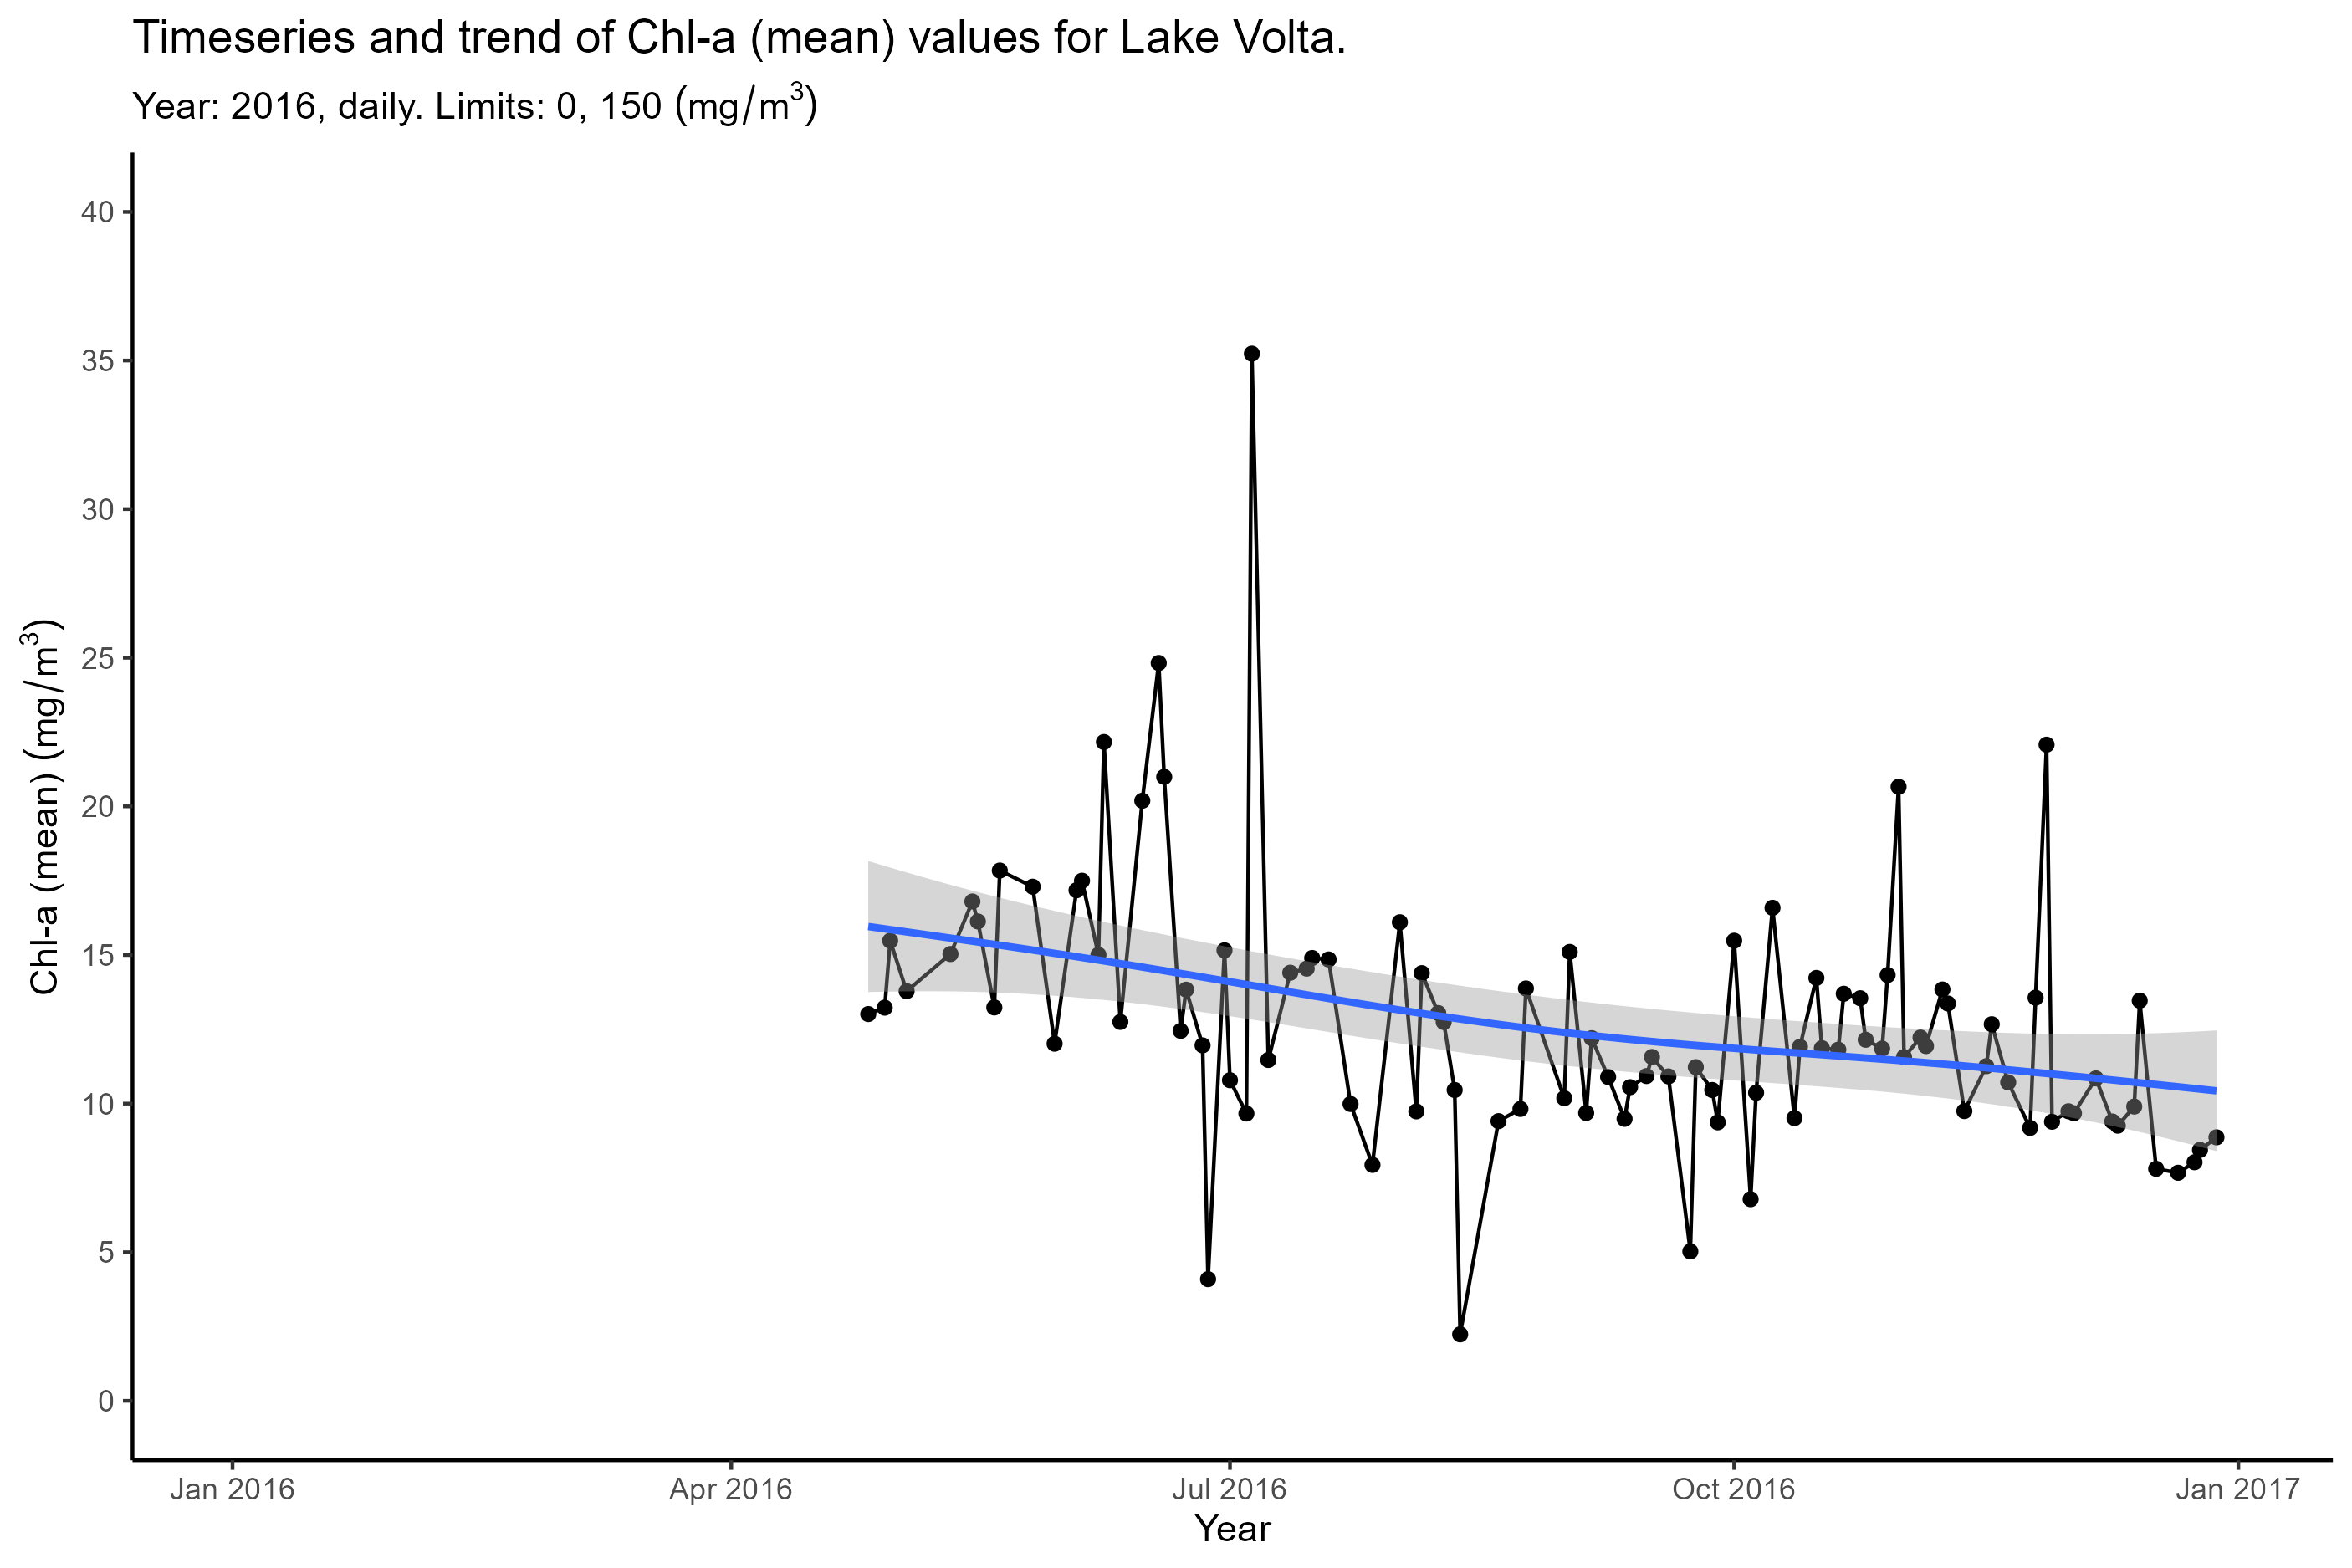 Timeseries and trend of Chl-a (mean) values for Lake Volta.
Year: 2016, daily. Limits: 0, 150 (mg/m³)
40
35
30
25
20
15
10
5
0
Chl-a (mean) (mg/m³)
Jan 2016
Apr 2016
Jul 2016
Oct 2016
Jan 2017
Year